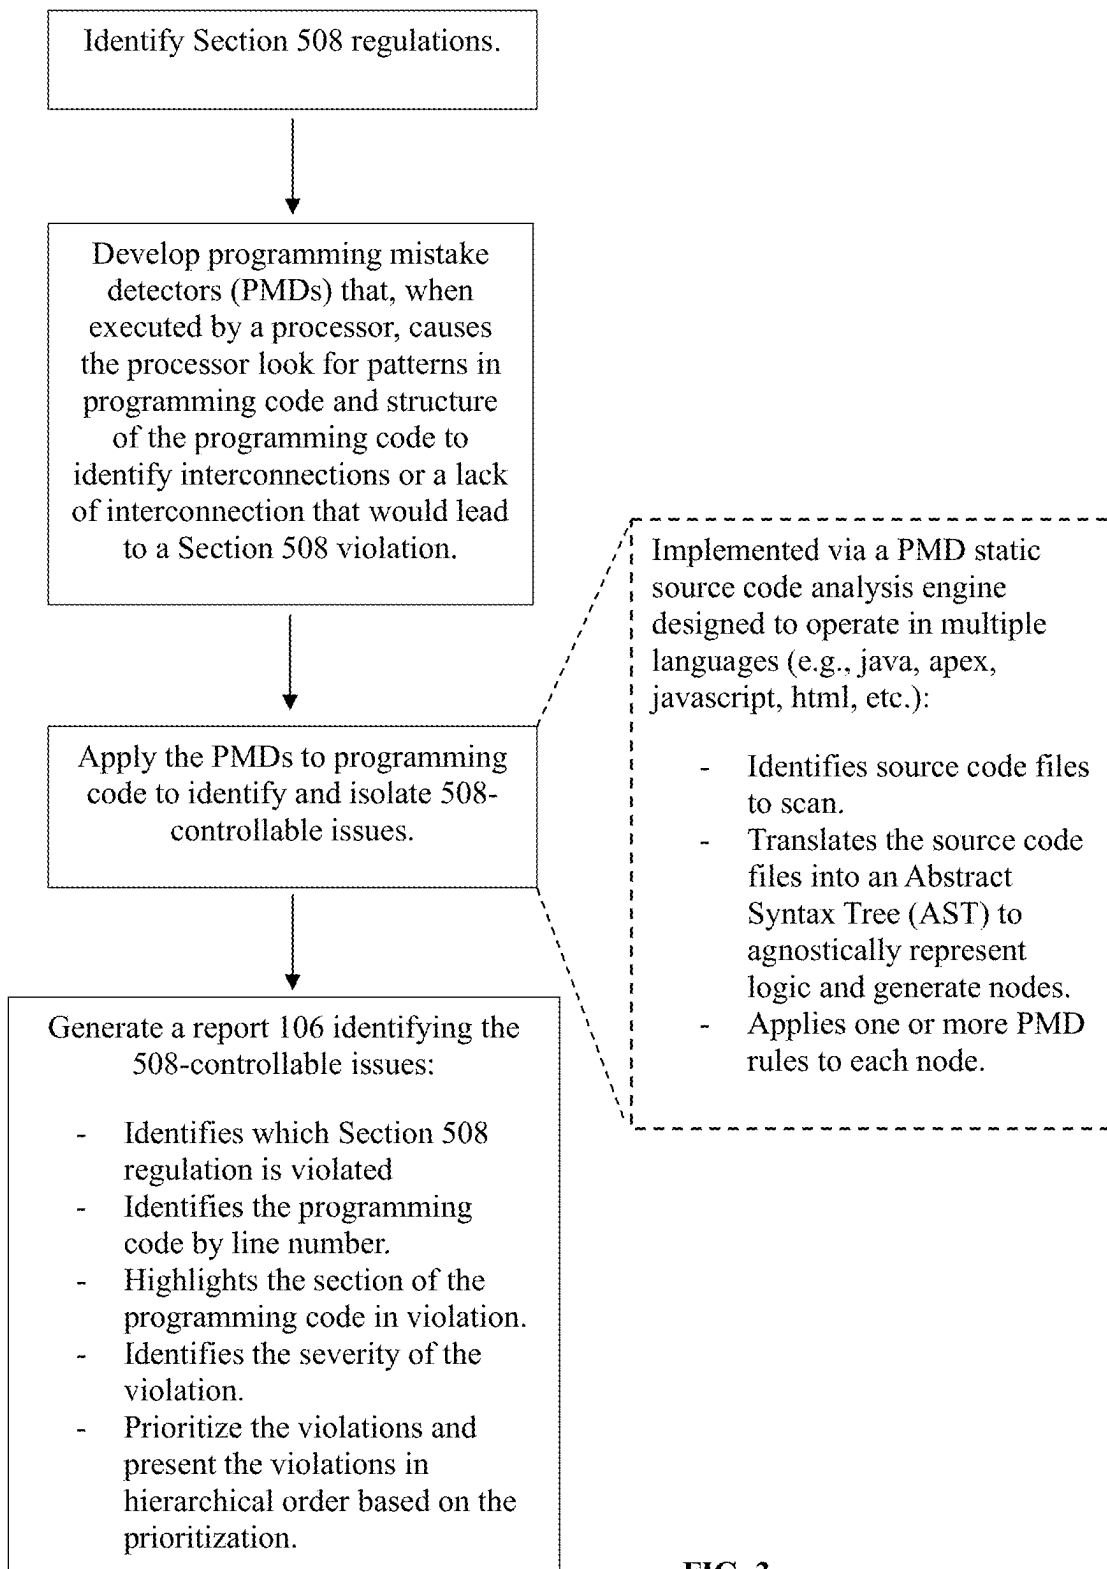 Identify Section 508 regulations.
Develop programming mistake
detectors (PMDs) that, when
executed by a processor, causes
the processor look for patterns in
programming code and structure
of the programming code to
identify interconnections or a lack
of interconnection that would lead
to a Section 508 violation.
Apply the PMDs to programming
code to identify and isolate 508-
controllable issues.
Implemented via a PMD static
source code analysis engine
designed to operate in multiple
languages (e.g., java, apex,
javascript, html, etc.):
- Identifies source code files
to scan.
- Translates the source code
files into an Abstract
Syntax Tree (AST) to
agnostically represent
logic and generate nodes.
- Applies one or more PMD
rules to each node.
Generate a report 106 identifying the
508-controllable issues:
- Identifies which Section 508
regulation is violated
- Identifies the programming
code by line number.
- Highlights the section of the
programming code in violation.
- Identifies the severity of the
violation.
- Prioritize the violations and
present the violations in
hierarchical order based on the
prioritization.
FIG.